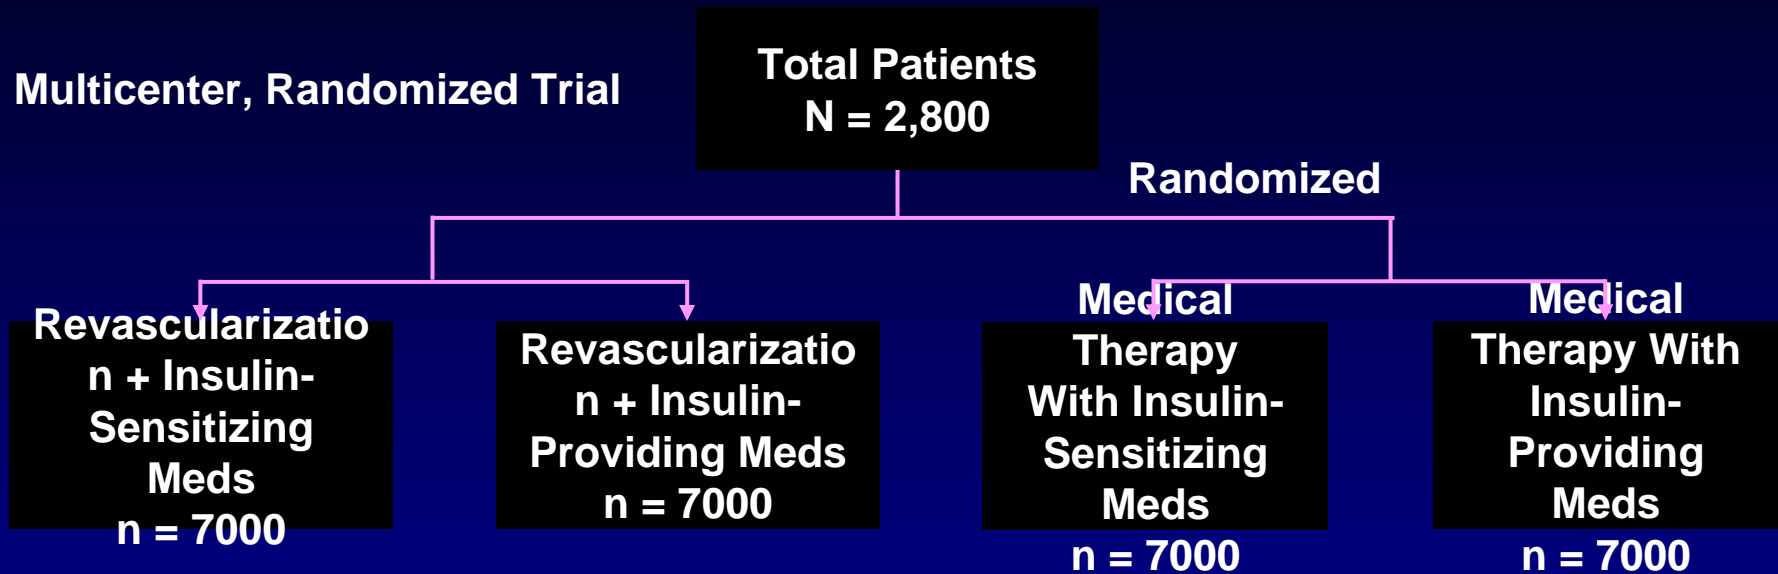 Multicenter, Randomized Trial
Total Patients
N = 2,800
Randomized
Revascularizatio
n + Insulin-
Sensitizing
Meds
n = 7000
Revascularizatio
n + Insulin-
Providing Meds
n = 7000
Medical
Therapy
With Insulin-
Sensitizing
Meds
n = 7000
Medical
Therapy With
Insulin-
Providing
Meds
n = 7000